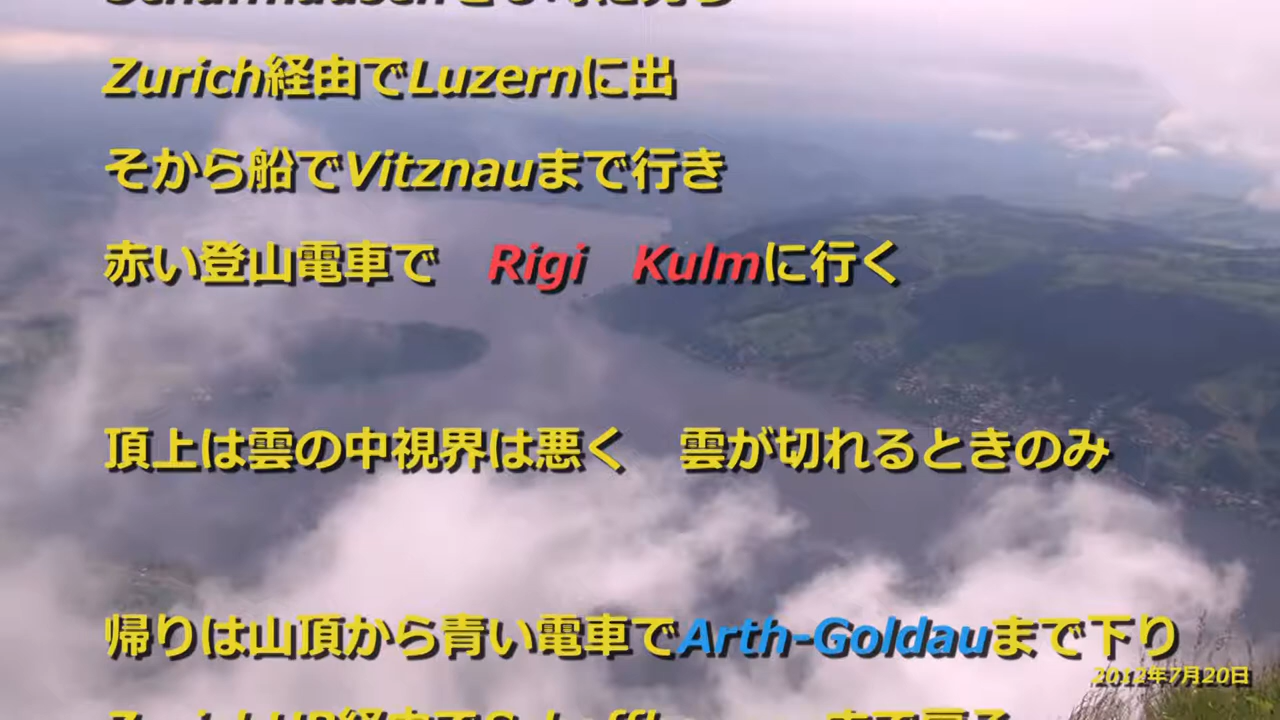 Zurich経由でLuzernに出
そから船でVitznauまで行き
赤い登山電車で　Rigi　Kulmに行く
頂上は雲の中視界は悪く　雲が切れるときのみ
帰りは山頂から青い電車でArth-Goldauまで下り
2012年7月20日